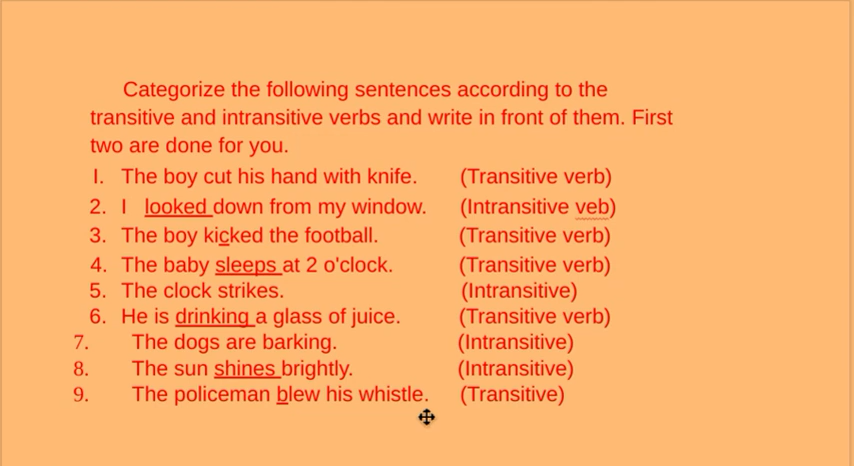 Categorize the following sentences according to the
transitive and intransitive verbs and write in front of them. First
two are done for you.
I. The boy cut his hand with knife. (Transitive verb)
2. I looked down from my window. (Intransitive veb)
3. The boy kicked the football. (Transitive verb)
4. The baby sleeps at 2 o'clock. (Transitive verb)
5. The clock strikes. (Intransitive)
6. He is drinking a glass of juice. (Transitive verb)
7. The dogs are barking. (Intransitive)
8. The sun shines brightly. (Intransitive)
9. The policeman blew his whistle. (Transitive)